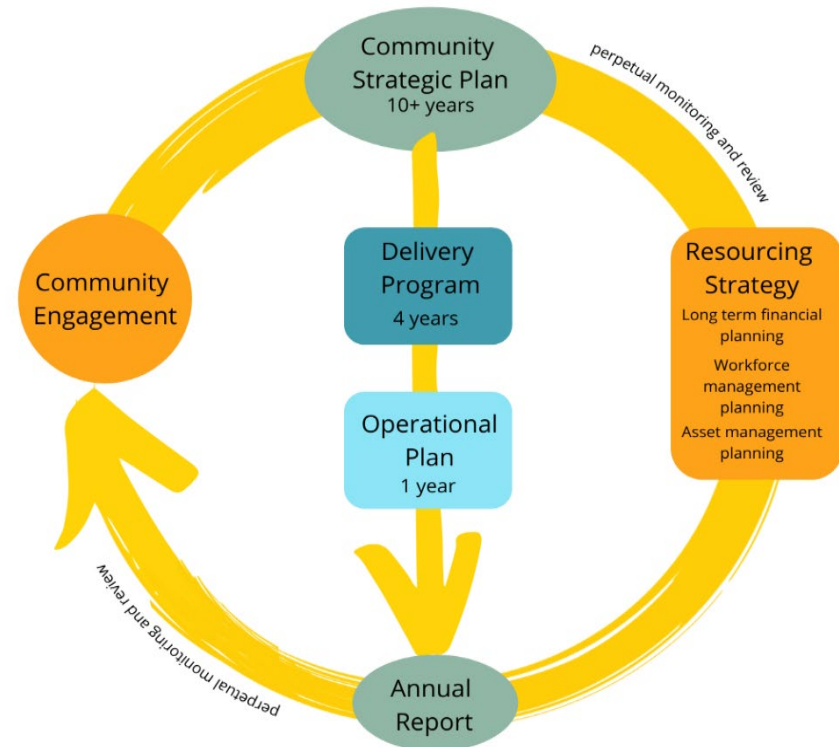 Community
Strategic Plan
10+ years
perpetual monitoring and review
Community
Engagement
Delivery
Program
4 years
Resourcing
Strategy
Long term financial
planning
Workforce
management
planning
Asset management
planning
Operational
Plan
1 year
perpetual monitoring and review
Annual
Report